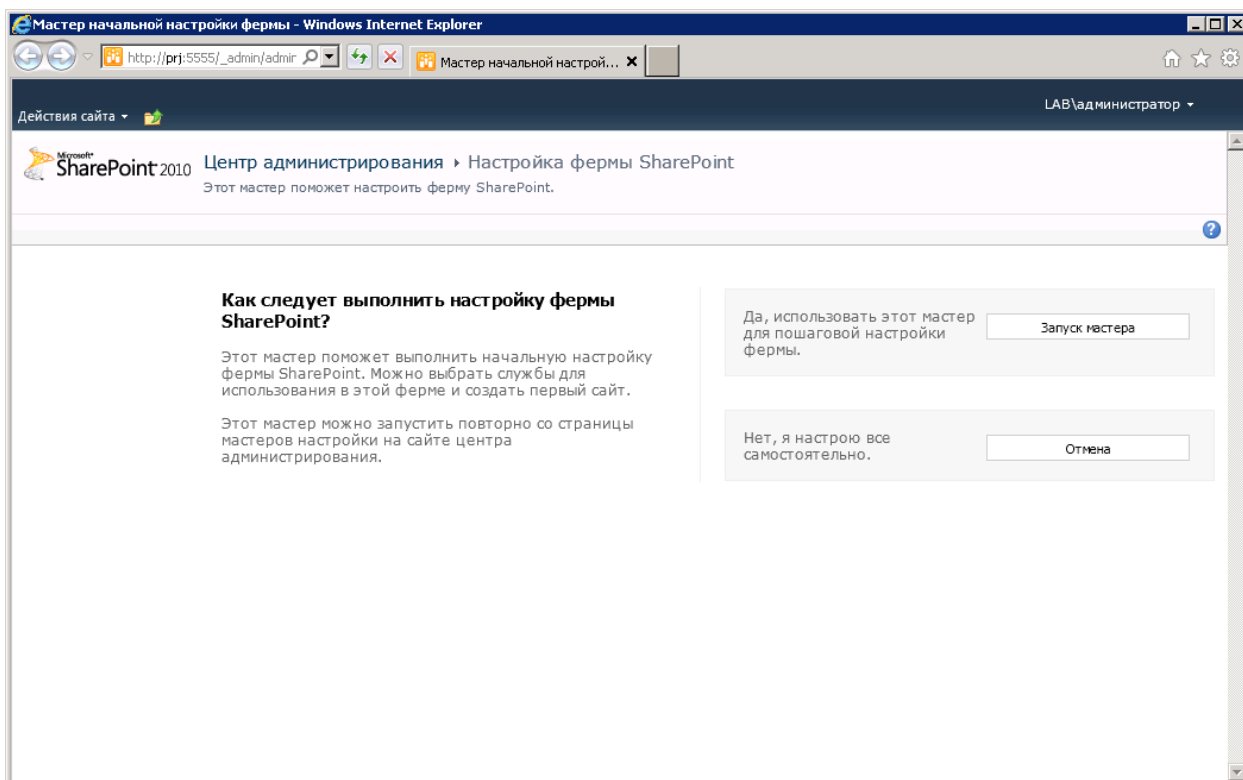 Мастер начальной настройки фермы - Windows Internet Explorer
http://prj:5555/_admin/admir
Мастер начальной настрой...
Действия сайта
LAB\администратор
Microsoft
SharePoint 2010
Центр администрирования
Настройка фермы SharePoint
Этот мастер поможет настроить ферму SharePoint.
Как следует выполнить настройку фермы
SharePoint?
Этот мастер поможет выполнить начальную настройку
фермы SharePoint. Можно выбрать службы для
использования в этой ферме и создать первый сайт.
Этот мастер можно запустить повторно со страницы
мастеров настройки на сайте центра
администрирования.
Да, использовать этот мастер
для пошаговой настройки
фермы.
Запуск мастера
Нет, я настрою все
самостоятельно.
Отмена